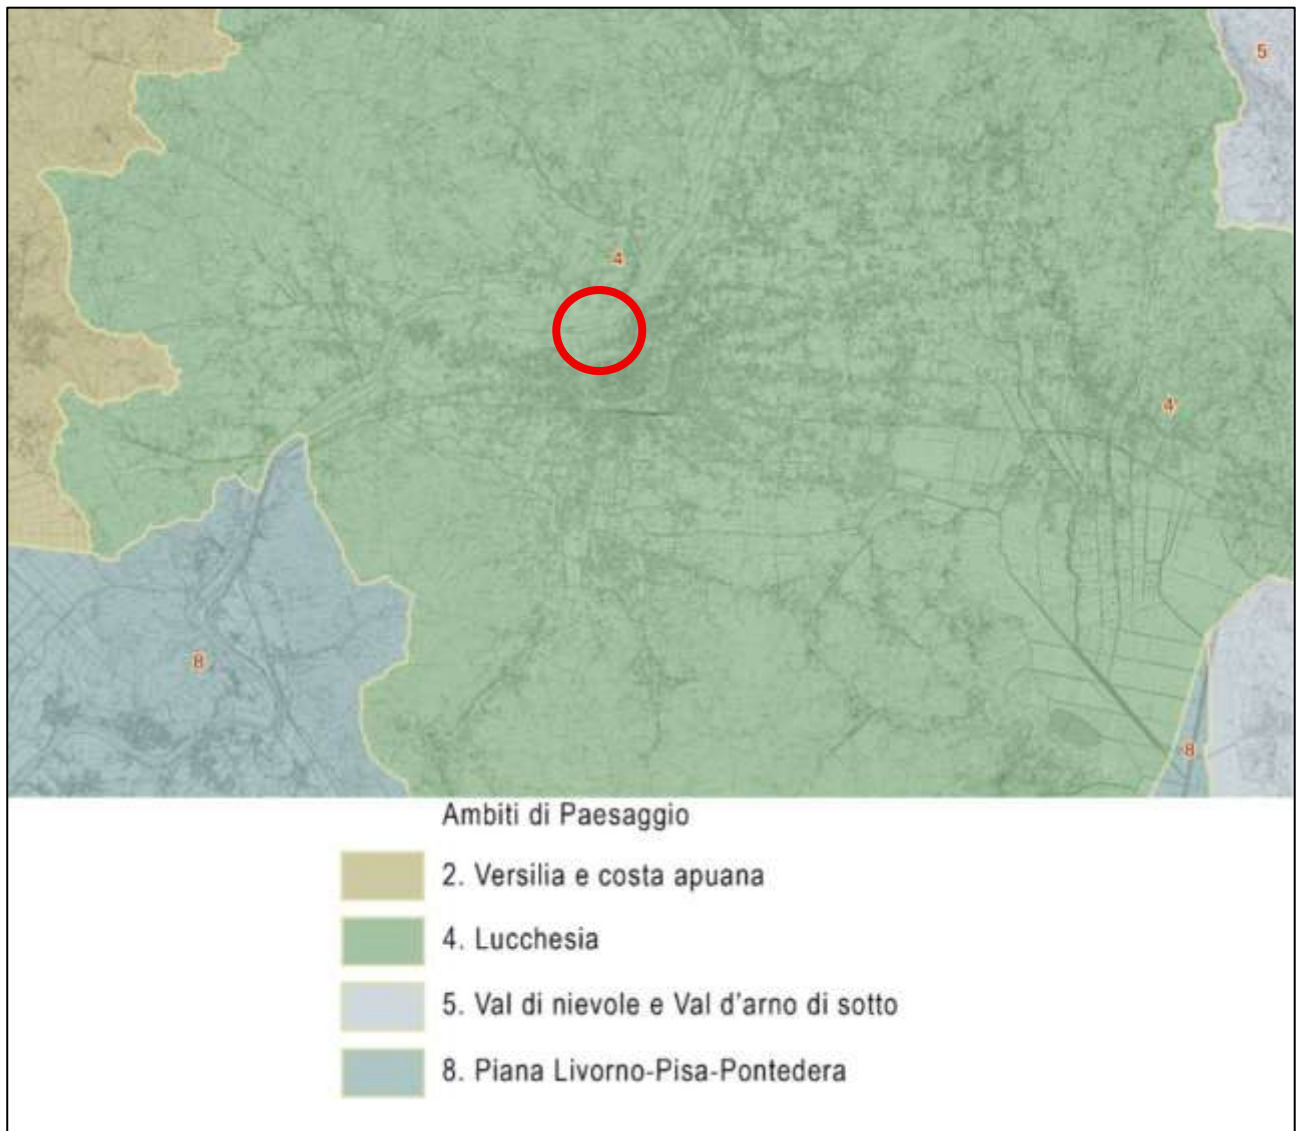 5
4
4
8
8
Ambiti di Paesaggio
2. Versilia e costa apuana
4. Lucchesia
5. Val di nievole e Val d'arno di sotto
8. Piana Livorno-Pisa-Pontedera